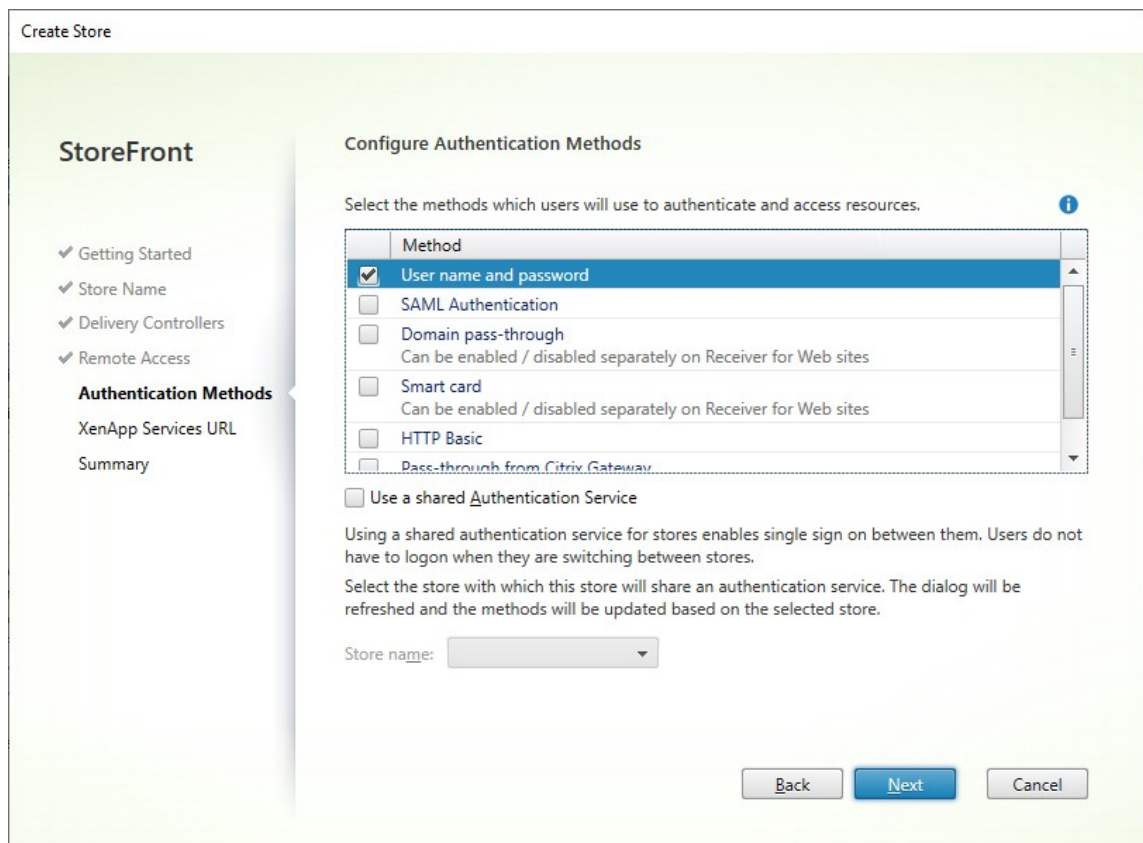 Create Store
StoreFront
Getting Started
Store Name
Delivery Controllers
Remote Access
Authentication Methods
XenApp Services URL
Summary
Configure Authentication Methods
Select the methods which users will use to authenticate and access resources.
Method
User name and password
SAML Authentication
Domain pass-through
Can be enabled / disabled separately on Receiver for Web sites
Smart card
Can be enabled / disabled separately on Receiver for Web sites
HTTP Basic
Pass-through from Citrix Gateway
Use a shared Authentication Service
Using a shared authentication service for stores enables single sign on between them. Users do not
have to logon when they are switching between stores.
Select the store with which this store will share an authentication service. The dialog will be
refreshed and the methods will be updated based on the selected store.
Store name:
Back
Next
Cancel